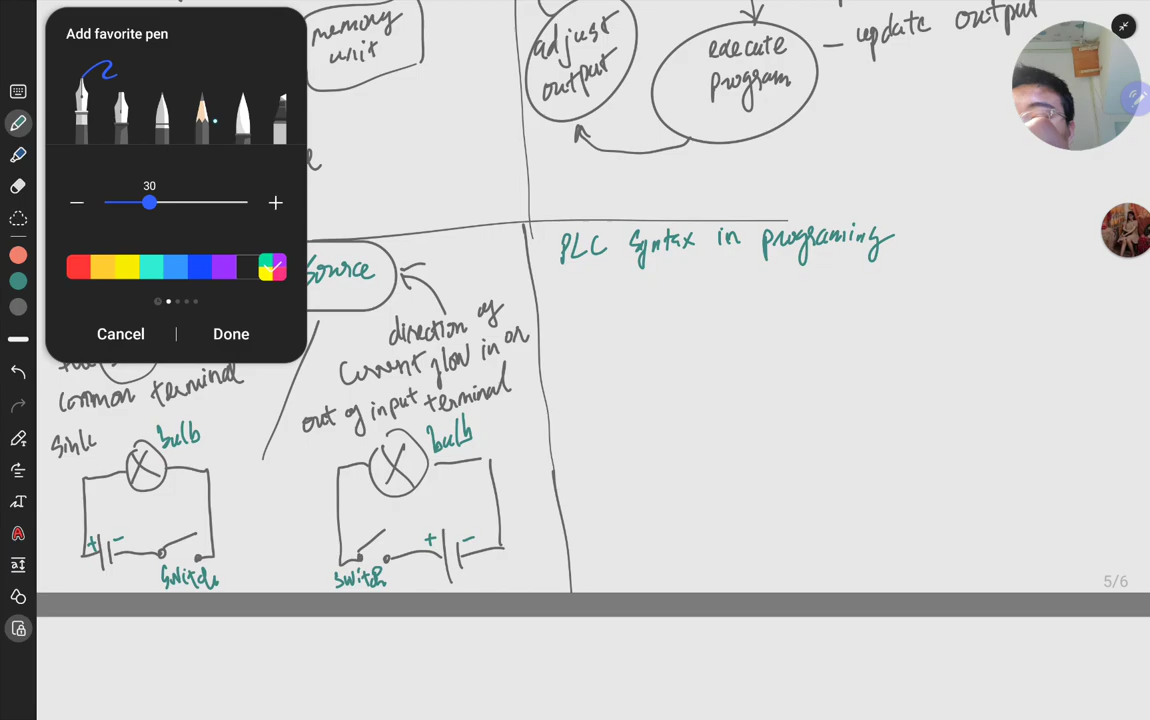 Add favorite pen
30
Cancel
Done
memory
unit
adjust
output
execute
program
– update output
Source
PLC syntax in programing
direction of
current flow in or
out of input terminal
common terminal
Sink
bulb
bulb
+ -
+ -
Switch
Switch
5/6